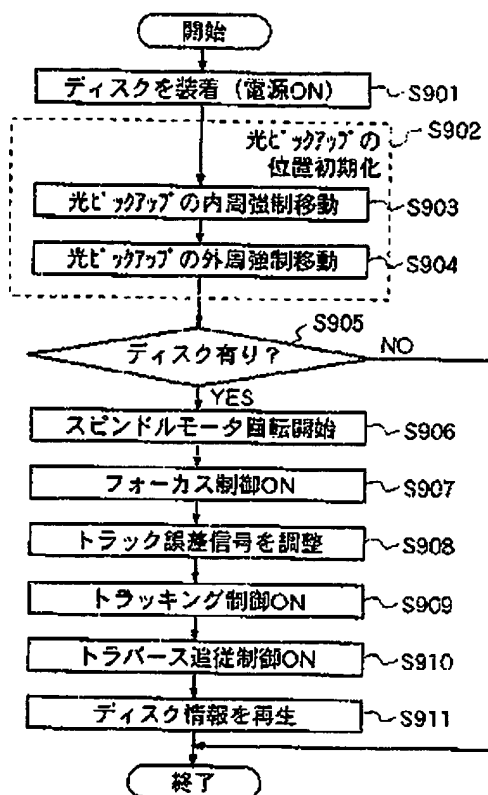 開始
ディスクを装着（電源ON） S901
光ピックアップの
位置初期化 S902
光ピックアップの内周強制移動 S903
光ピックアップの外周強制移動 S904
S905
ディスク有り？ NO
YES
スピンドルモータ回転開始 S906
フォーカス制御ON S907
トラック誤差信号を調整 S908
トラッキング制御ON S909
トラバース追従制御ON S910
ディスク情報を再生 S911
終了